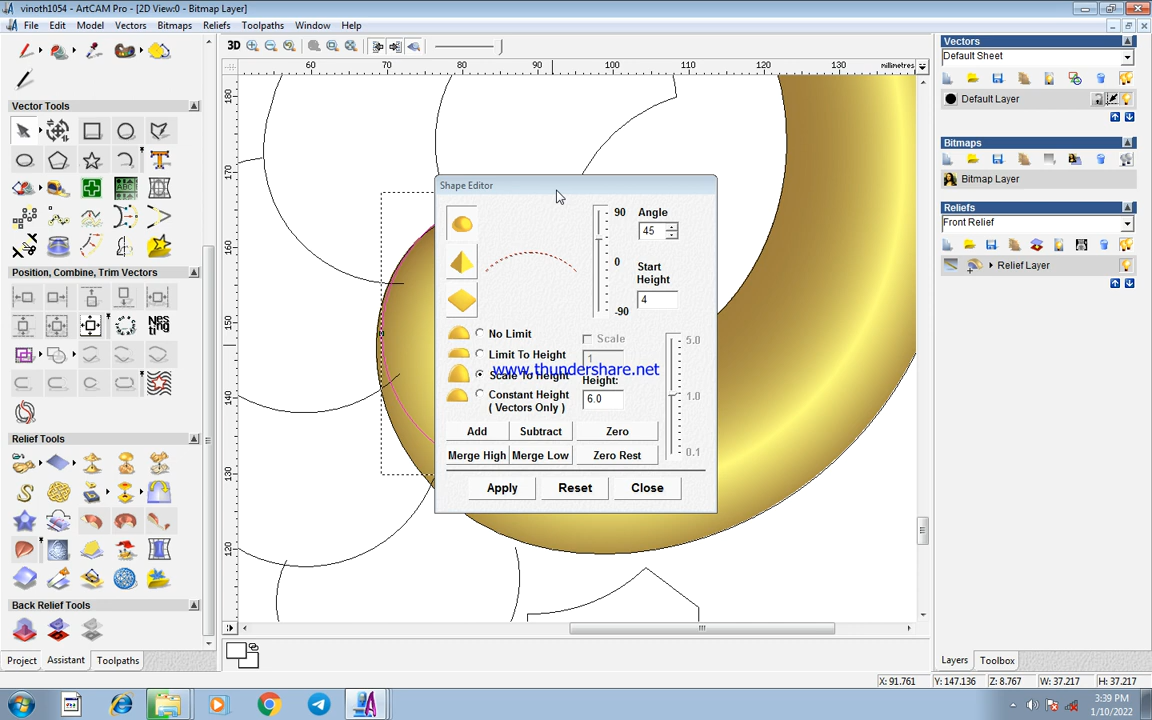 vinoth1054 - ArtCAM Pro - [2D View:0 - Bitmap Layer]
File Edit Model Vectors Bitmaps Reliefs Toolpaths Window Help
3D
Vector Tools
ABC
Nes
ting
Position, Combine, Trim Vectors
Relief Tools
Back Relief Tools
Project Assistant Toolpaths
60 70 80 90 100 110 120 130 millimetres
180
170
160
150
140
130
120
Shape Editor
90
0
-90
Angle
45
Start
Height
4
No Limit
Limit To Height
Scale To Height
Constant Height
( Vectors Only )
Scale
1
Height:
6.0
5.0
1.0
0.1
www.thundershare.net
Add Subtract Zero
Merge High Merge Low Zero Rest
Apply Reset Close
Vectors
Default Sheet
Default Layer
Bitmaps
Bitmap Layer
Reliefs
Front Relief
Relief Layer
Layers Toolbox
X: 91.761 Y: 147.136 Z: 8.767 W: 37.217 H: 37.217
3:39 PM
1/10/2022